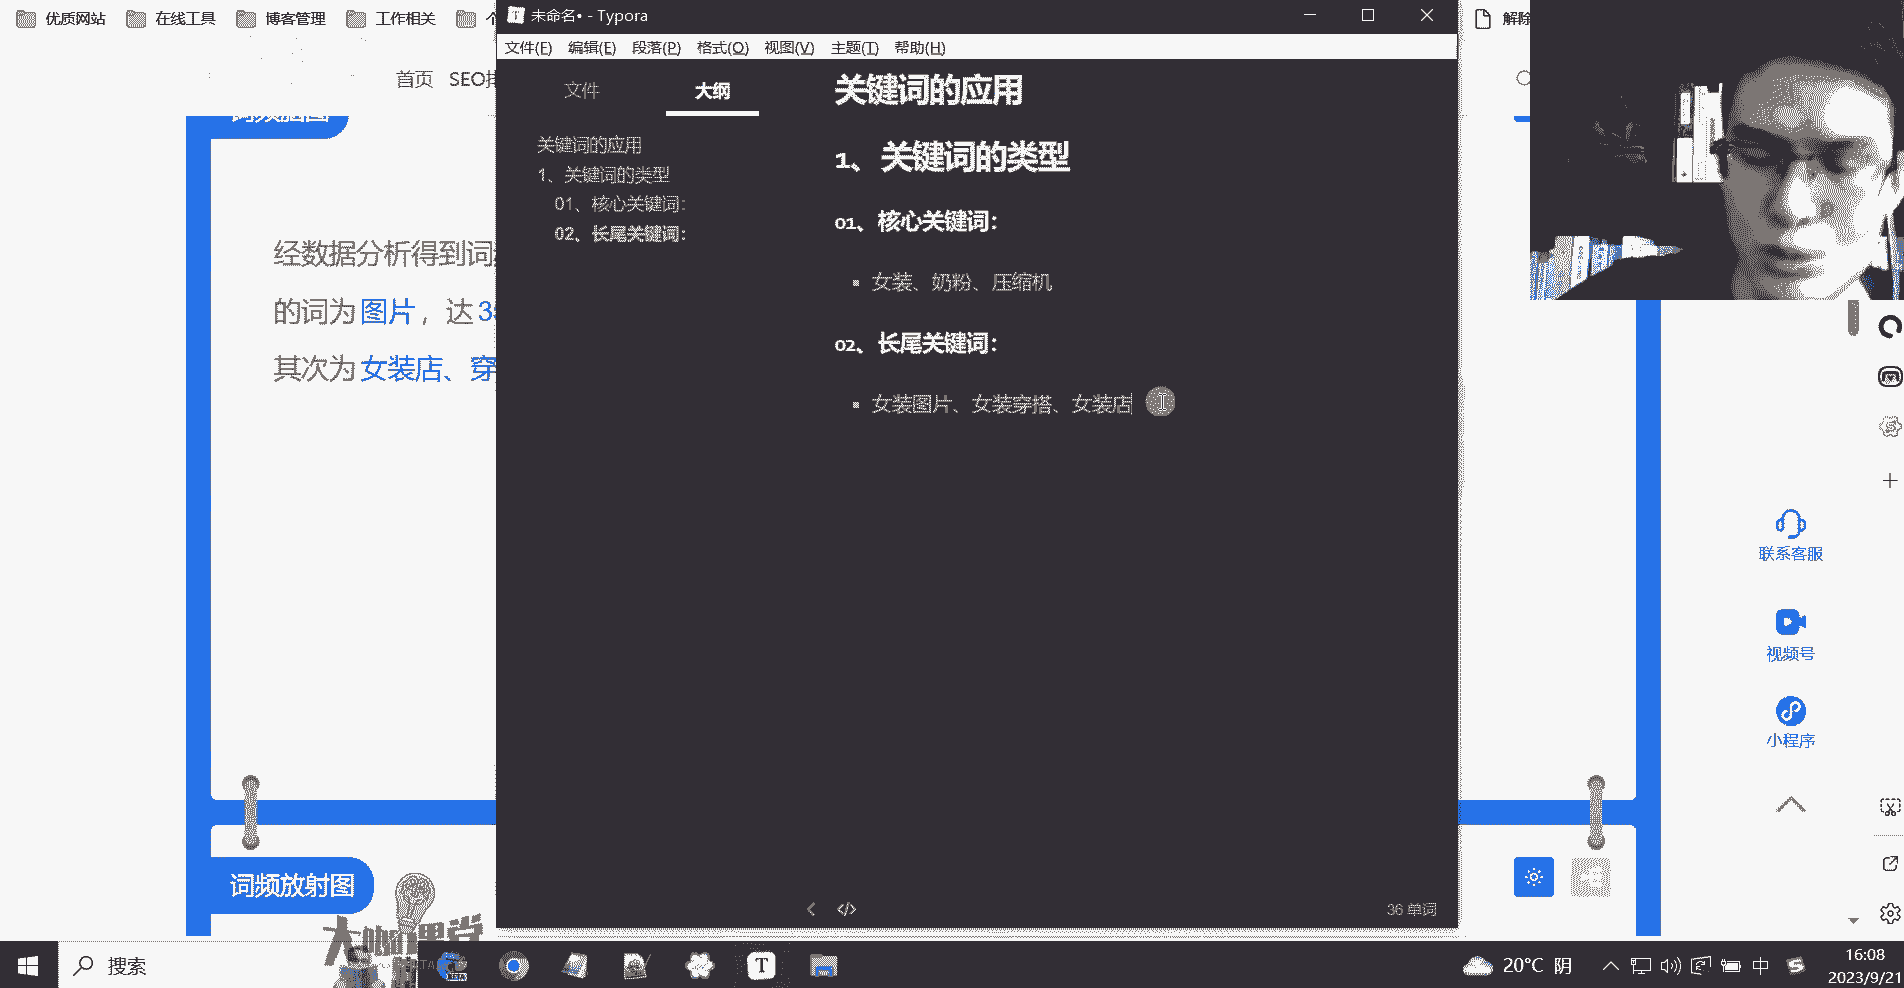 优质网站
在线工具
博客管理
工作相关
未命名• - Typora
解除
文件(F) 编辑(E) 段落(P) 格式(O) 视图(V) 主题(T) 帮助(H)
首页 SEO
文件
大纲
关键词的应用
1、关键词的类型
01、核心关键词：
02、长尾关键词：
关键词的应用
1、关键词的类型
01、核心关键词：
女装、奶粉、压缩机
02、长尾关键词：
女装图片、女装穿搭、女装店
词频脑图
经数据分析得到词
的词为 图片， 达 3
其次为 女装店、穿
联系客服
视频号
小程序
词频放射图
36 单词
搜索
20°C 阴
中
16:08
2023/9/21